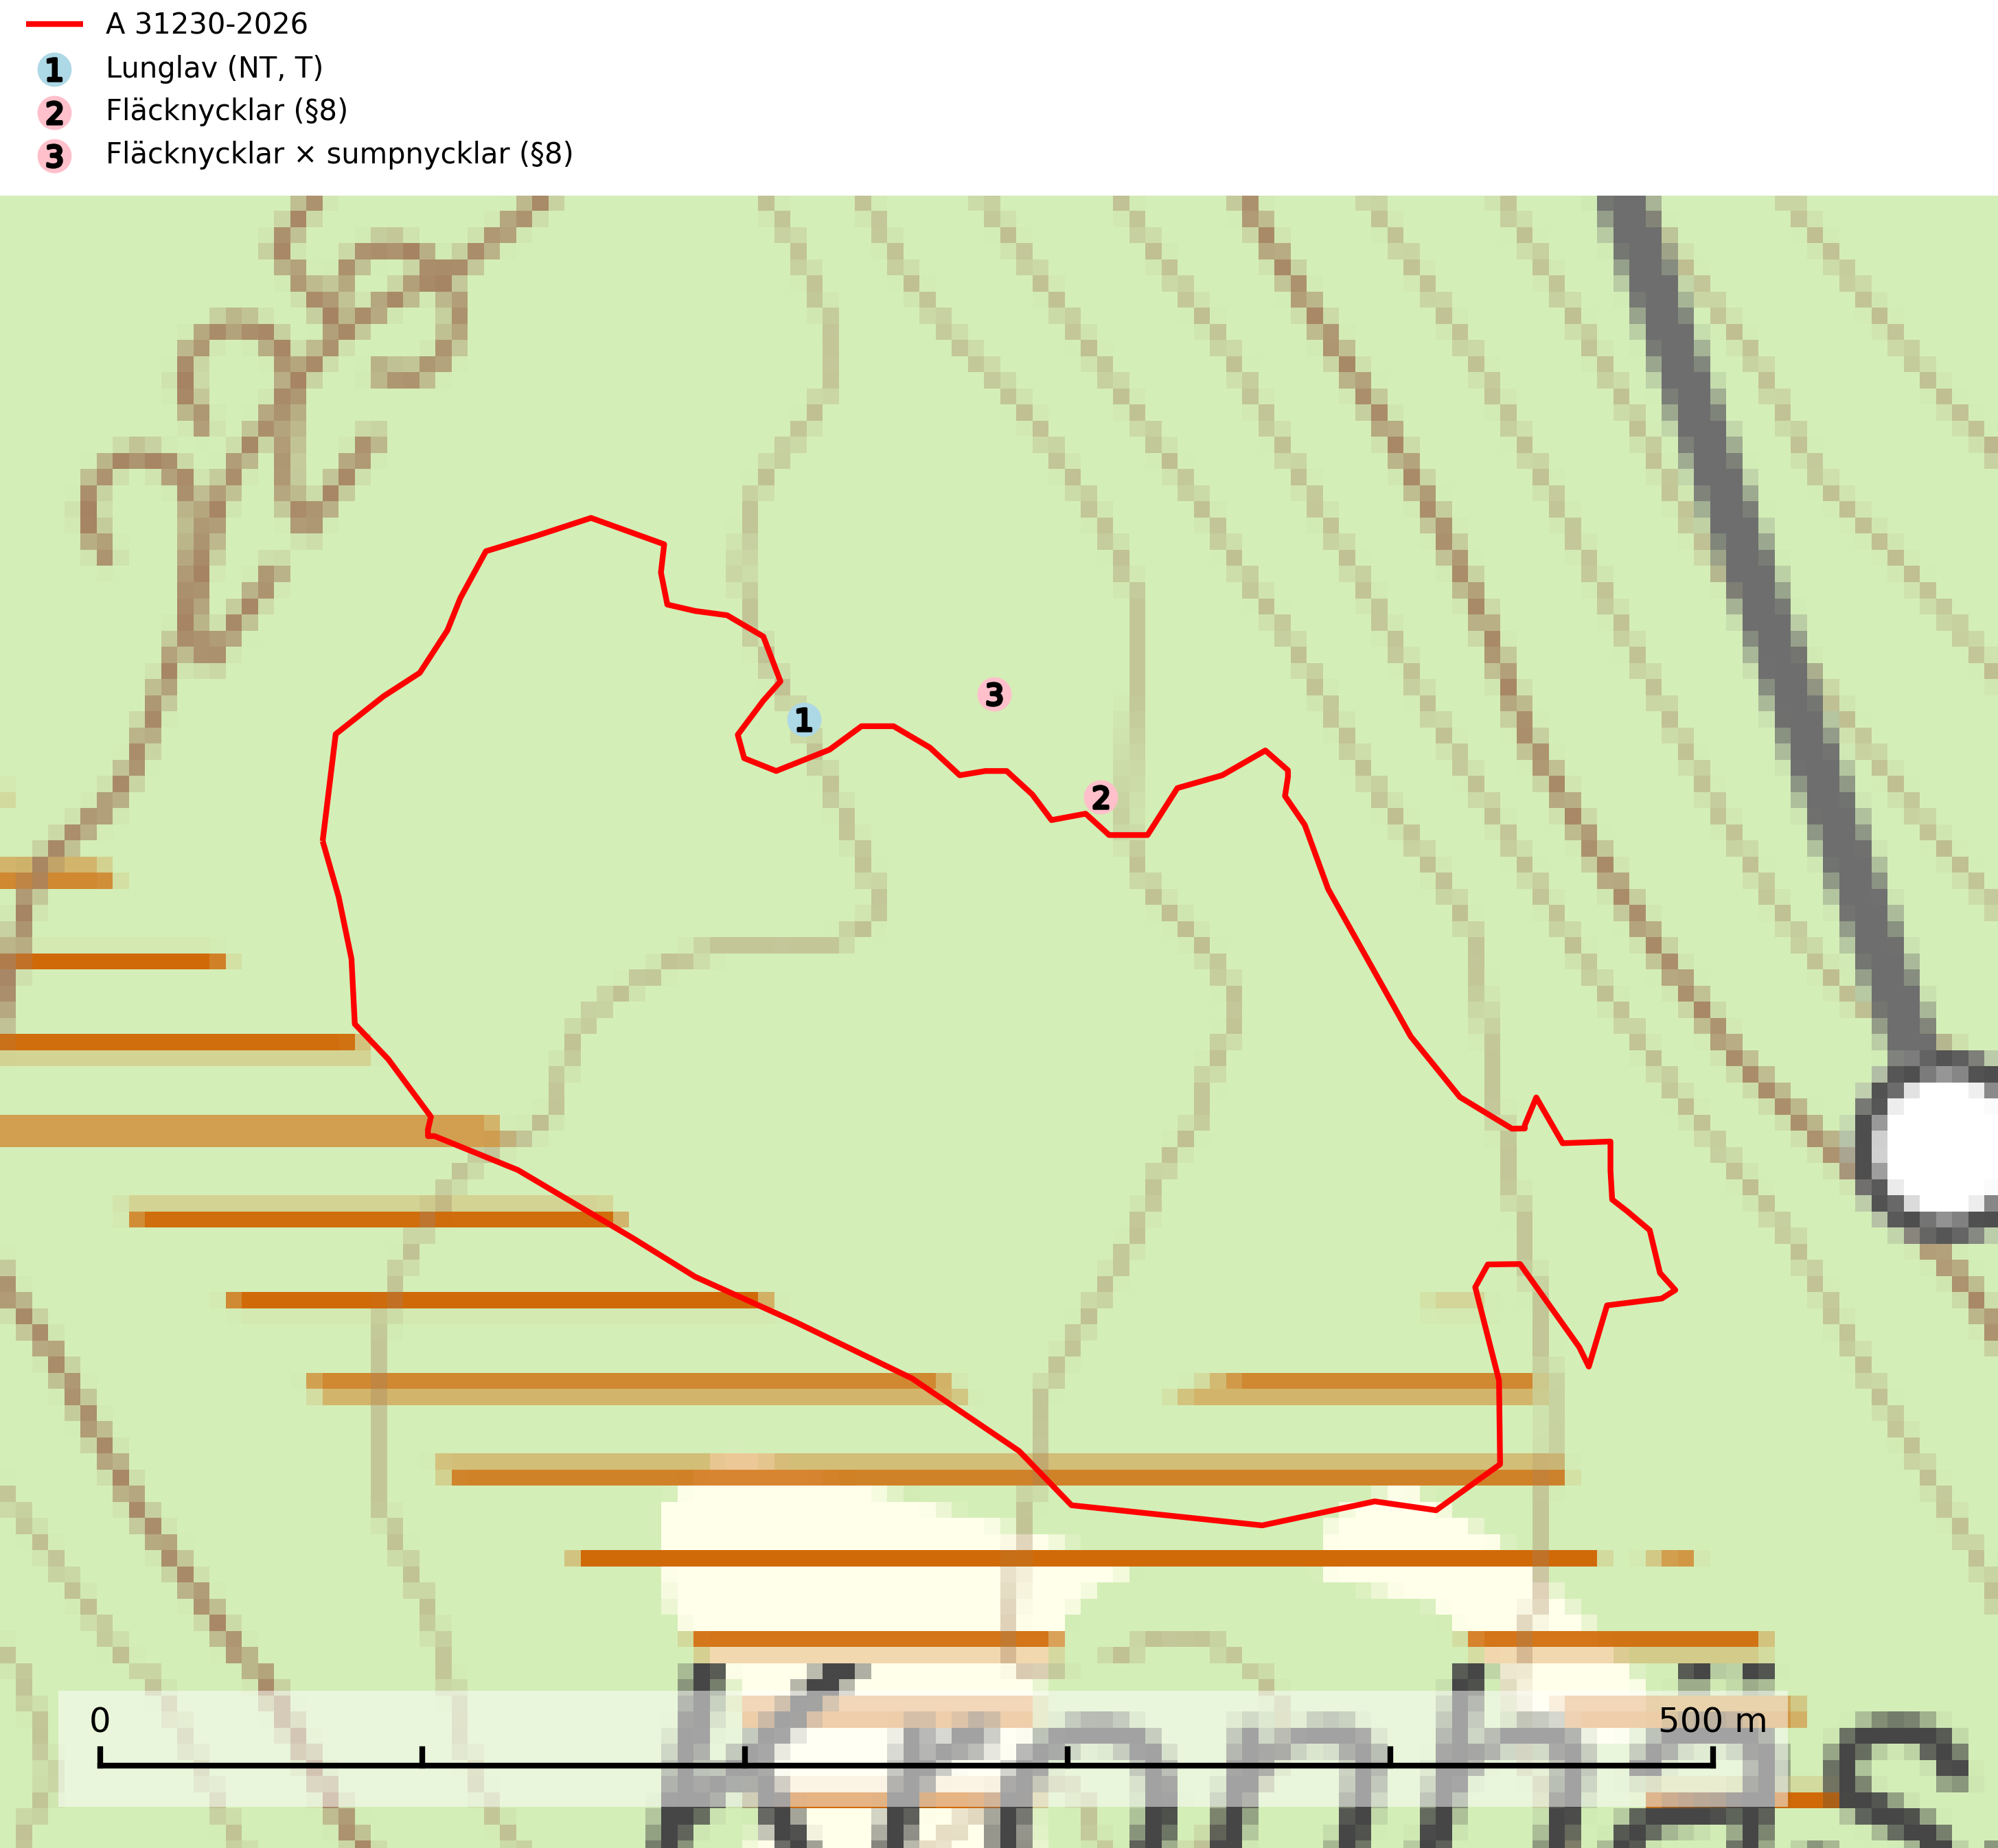 A 31230-2026
1 Lunglav (NT, T)
2 Fläcknycklar (§8)
3 Fläcknycklar × sumpnycklar (§8)
3
1
2
0 500 m